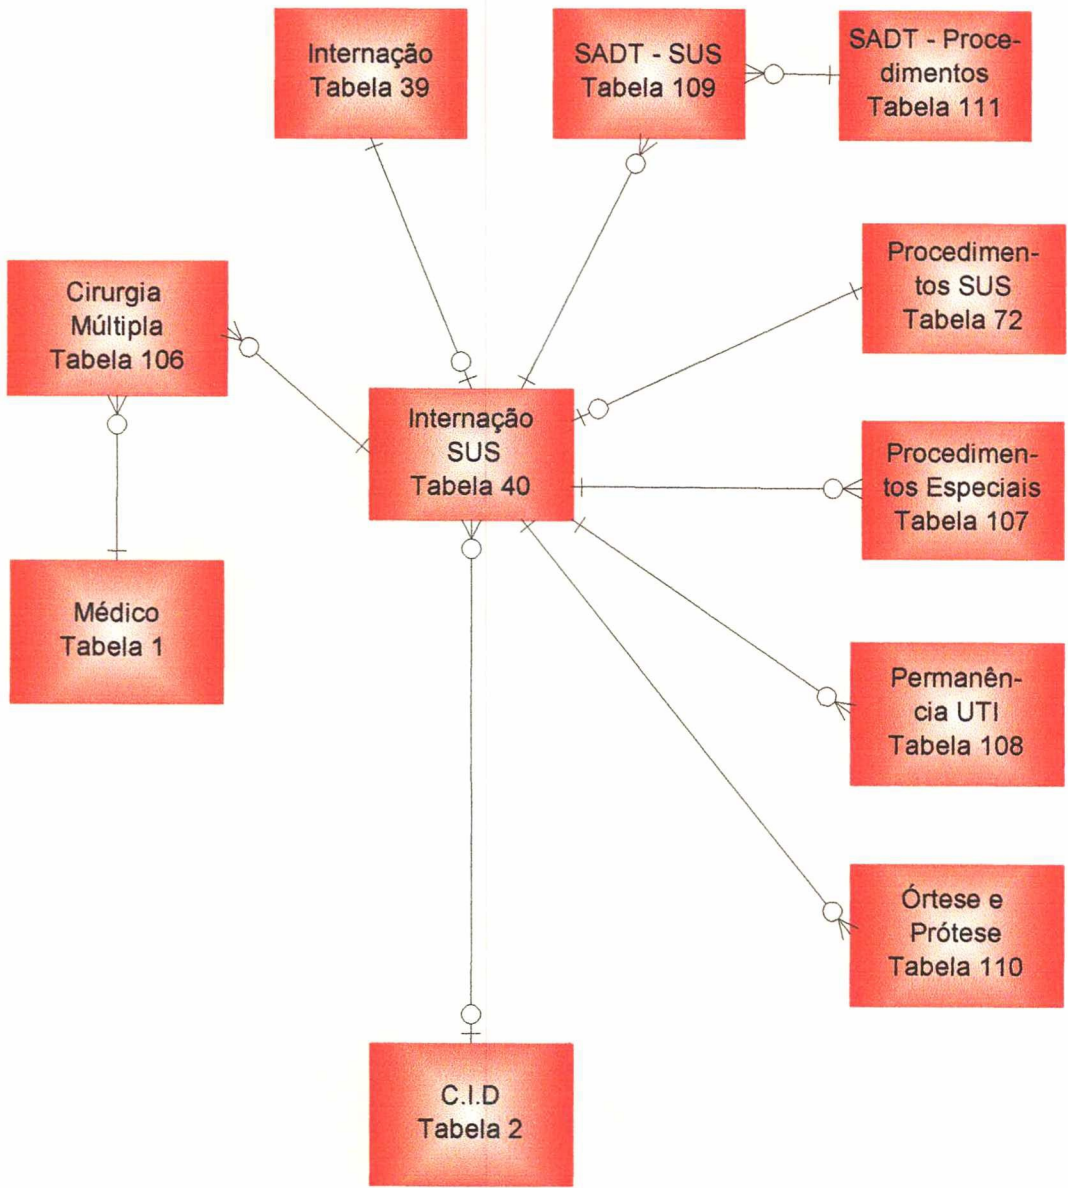 Internação
Tabela 39
SADT - SUS
Tabela 109
SADT - Proce-
dimentos
Tabela 111
Procedimen-
tos SUS
Tabela 72
Cirurgia
Múltipla
Tabela 106
Internação
SUS
Tabela 40
Procedimen-
tos Especiais
Tabela 107
Médico
Tabela 1
Permanên-
cia UTI
Tabela 108
Órtese e
Prótese
Tabela 110
C.I.D
Tabela 2